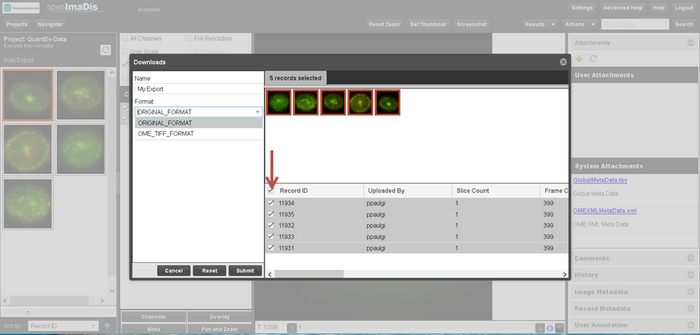 openImaDis
everyone
Settings Advanced Help Help Logout
Projects Navigator
Reset Zoom Set Thumbnail Screenshot
Results Actions
Project: QuantEv-Data
5 records from Navigator
All Channels Full Resolution
Gray Scale
Attachments
Downloads
Name:
My Export
Format:
ORIGINAL_FORMAT
ORIGINAL_FORMAT
OME_TIFF_FORMAT
5 records selected
User Attachments
System Attachments
GlobalMetaData.tsv
Global Meta Data
OMEXMLMetaData.xml
OME XML Meta Data
Record ID Uploaded By Slice Count Frame C
11934 ppaulgi 1 399
11935 ppaulgi 1 399
11932 ppaulgi 1 399
11933 ppaulgi 1 399
11931 ppaulgi 1 399
Cancel Reset Submit
Comments
History
Image Metadata
Record Metadata
User Annotation
Channels Overlay
Sites Pan and Zoom
Sort by: Record ID
1/399